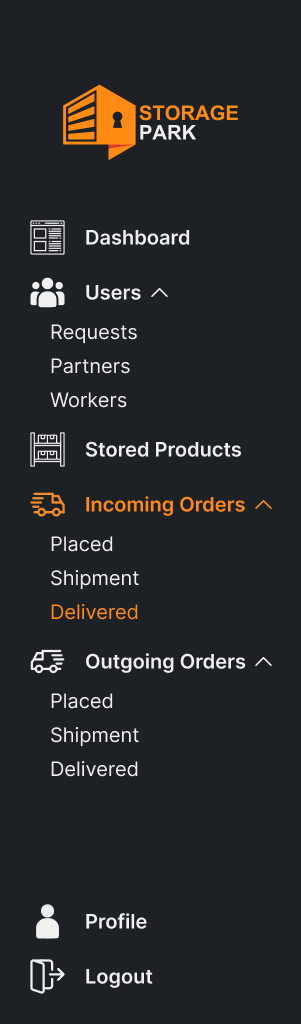 STORAGE
PARK
Dashboard
Users
Requests
Partners
Workers
Stored Products
Incoming Orders
Placed
Shipment
Delivered
Outgoing Orders
Placed
Shipment
Delivered
Profile
Logout